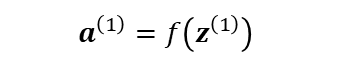 𝒂⁽¹⁾ = f(𝒛⁽¹⁾)